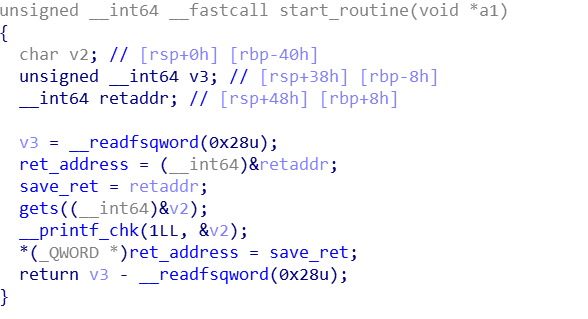 unsigned __int64 __fastcall start_routine(void *a1)
{
char v2; // [rsp+0h] [rbp-40h]
unsigned __int64 v3; // [rsp+38h] [rbp-8h]
__int64 retaddr; // [rsp+48h] [rbp+8h]
v3 = __readfsqword(0x28u);
ret_address = (__int64)&retaddr;
save_ret = retaddr;
gets((__int64)&v2);
__printf_chk(1LL, &v2);
*(_QWORD *)ret_address = save_ret;
return v3 - __readfsqword(0x28u);
}